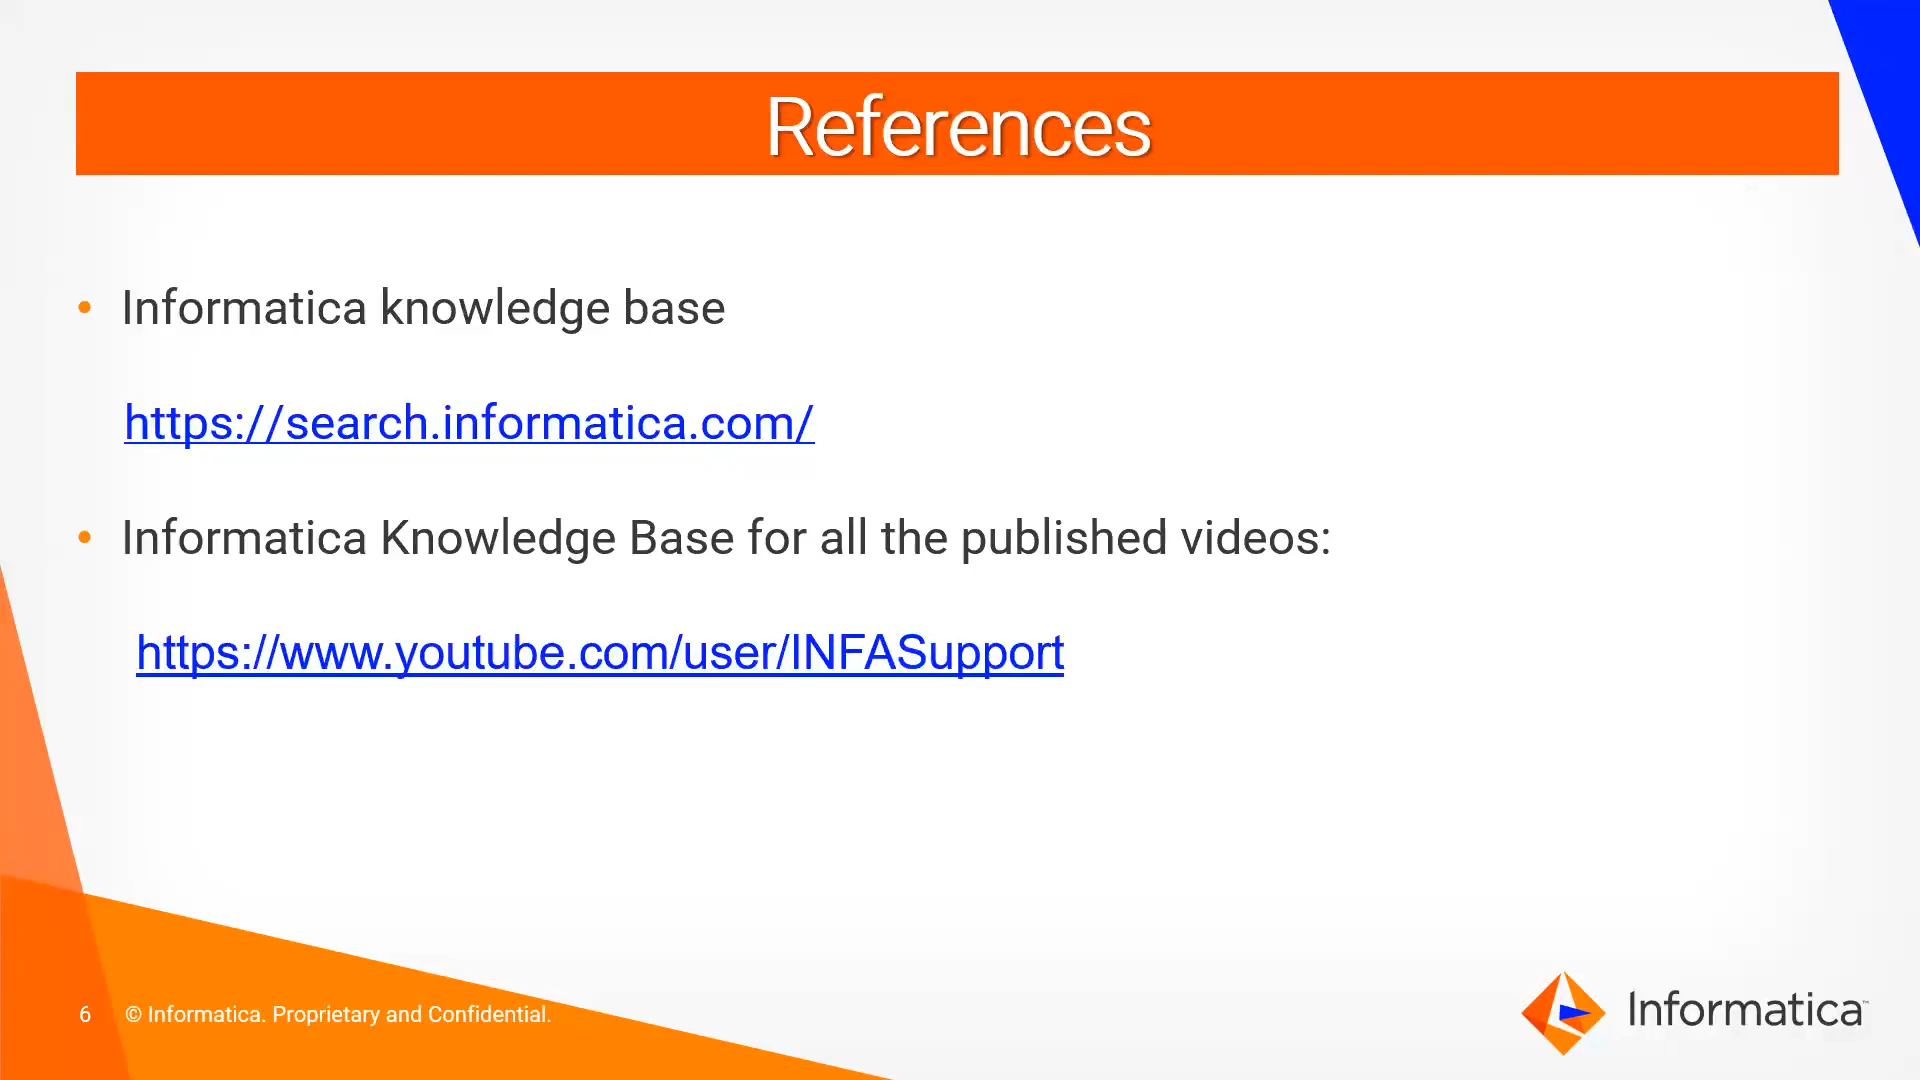 References
• Informatica knowledge base
https://search.informatica.com/
• Informatica Knowledge Base for all the published videos:
https://www.youtube.com/user/INFASupport
6 © Informatica. Proprietary and Confidential.
Informatica™